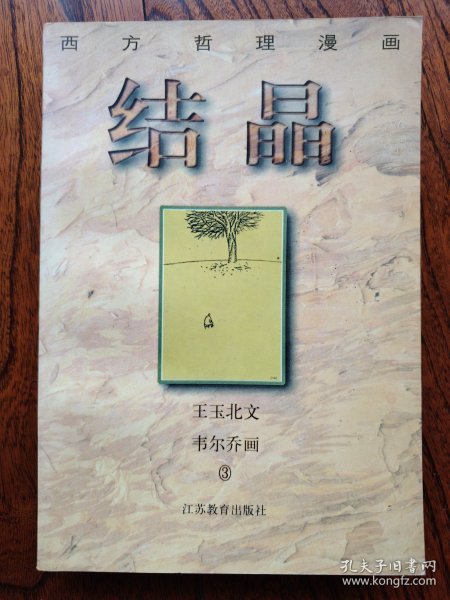 西方哲理漫画
结晶
王玉北文
韦尔乔画
③
江苏教育出版社
孔夫子旧书网
www.kongfz.com